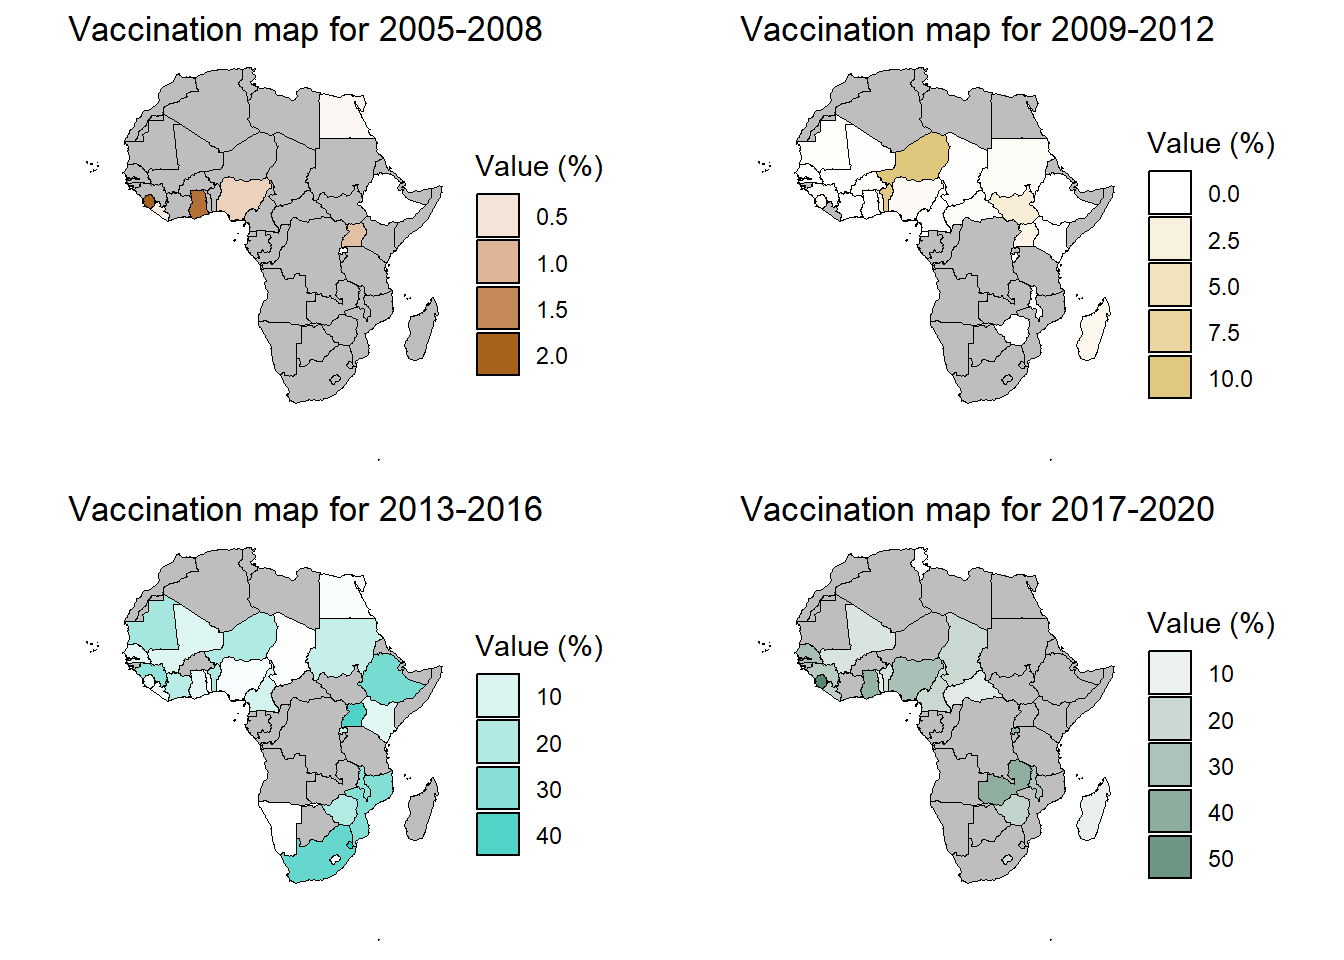 Vaccination map for 2005-2008
Value (%)
0.5
1.0
1.5
2.0
Vaccination map for 2009-2012
Value (%)
0.0
2.5
5.0
7.5
10.0
Vaccination map for 2013-2016
Value (%)
10
20
30
40
Vaccination map for 2017-2020
Value (%)
10
20
30
40
50